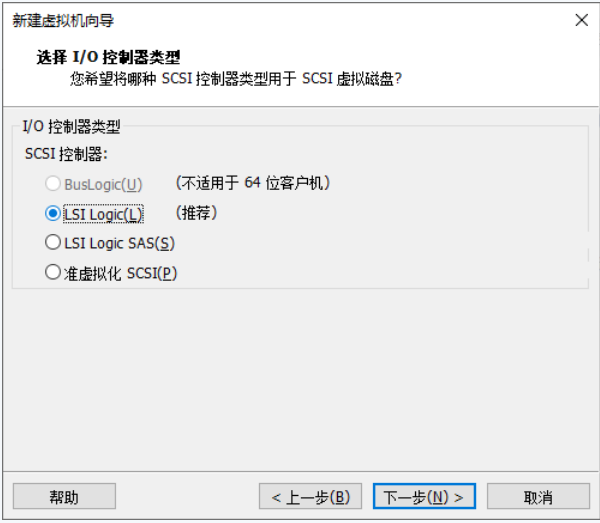 新建虚拟机向导
选择 I/O 控制器类型
您希望将哪种 SCSI 控制器类型用于 SCSI 虚拟磁盘?
I/O 控制器类型
SCSI 控制器:
BusLogic(U) (不适用于 64 位客户机)
LSI Logic(L) (推荐)
LSI Logic SAS(S)
准虚拟化 SCSI(P)
帮助 < 上一步(B) 下一步(N) > 取消